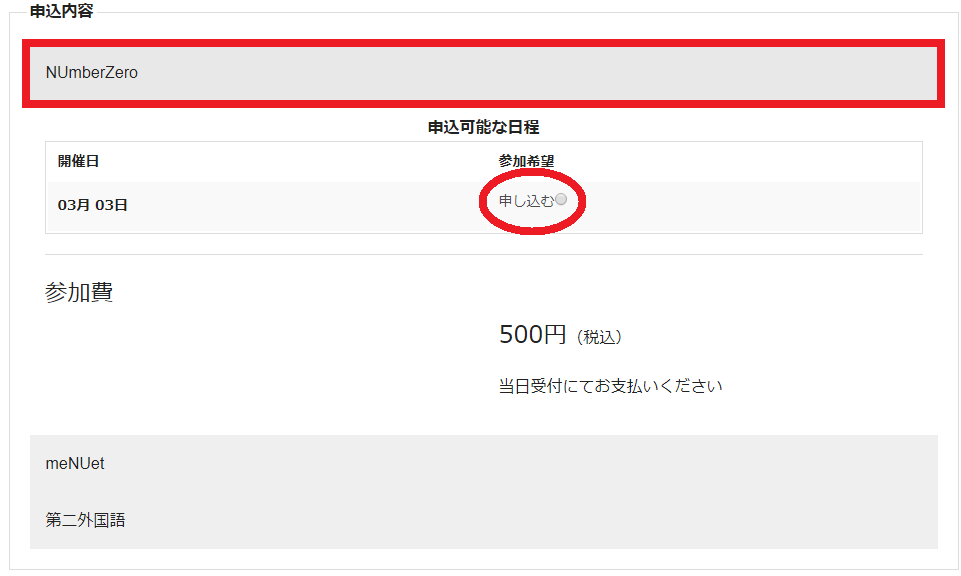 申込内容
NUmberZero
申込可能な日程
開催日 参加希望
03月 03日 申し込む
参加費
500円（税込）
当日受付にてお支払いください
meNUet
第二外国語